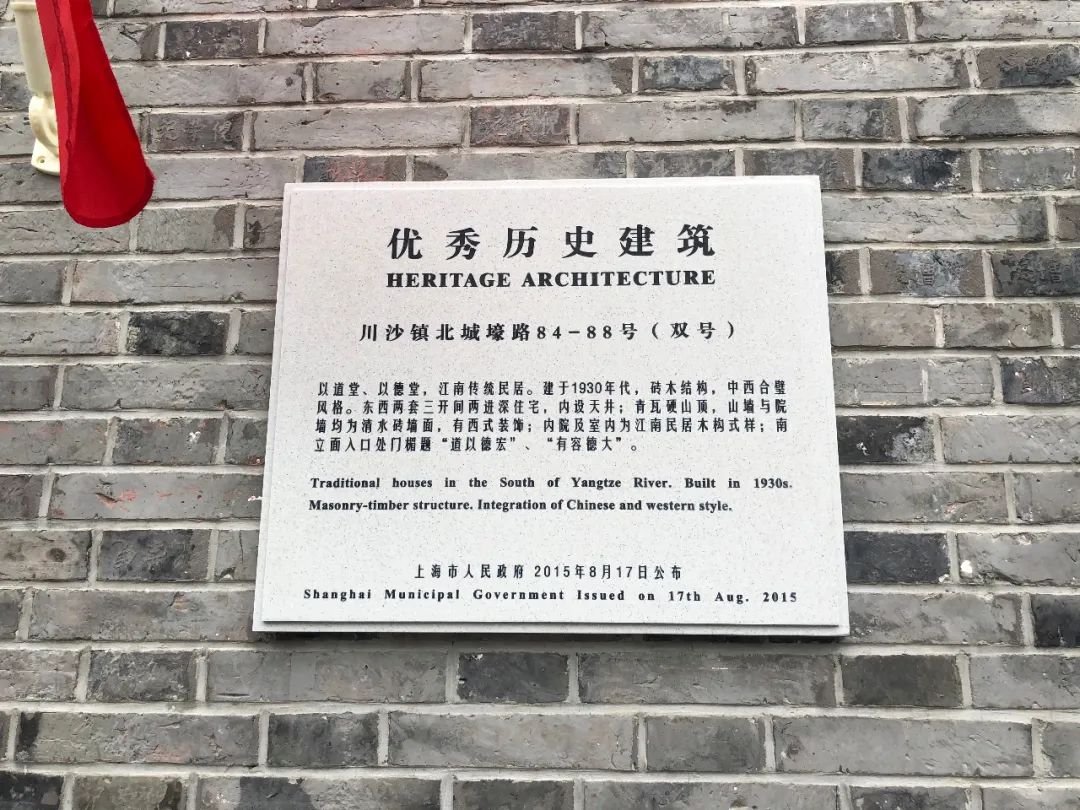 优秀历史建筑
HERITAGE ARCHITECTURE
川沙镇北城壕路84-88号(双号)
以道堂、以德堂，江南传统民居。建于1930年代，砖木结构，中西合璧
风格。东西两套三开间两进深住宅，内设天井；青瓦硬山顶，山墙与院
墙均为清水砖墙面，有西式装饰；内院及室内为江南民居木构式样；南
立面入口处门楣题“道以德宏”、“有容德大”。
Traditional houses in the South of Yangtze River. Built in 1930s.
Masonry-timber structure. Integration of Chinese and western style.
上海市人民政府 2015年8月17日公布
Shanghai Municipal Government Issued on 17th Aug. 2015